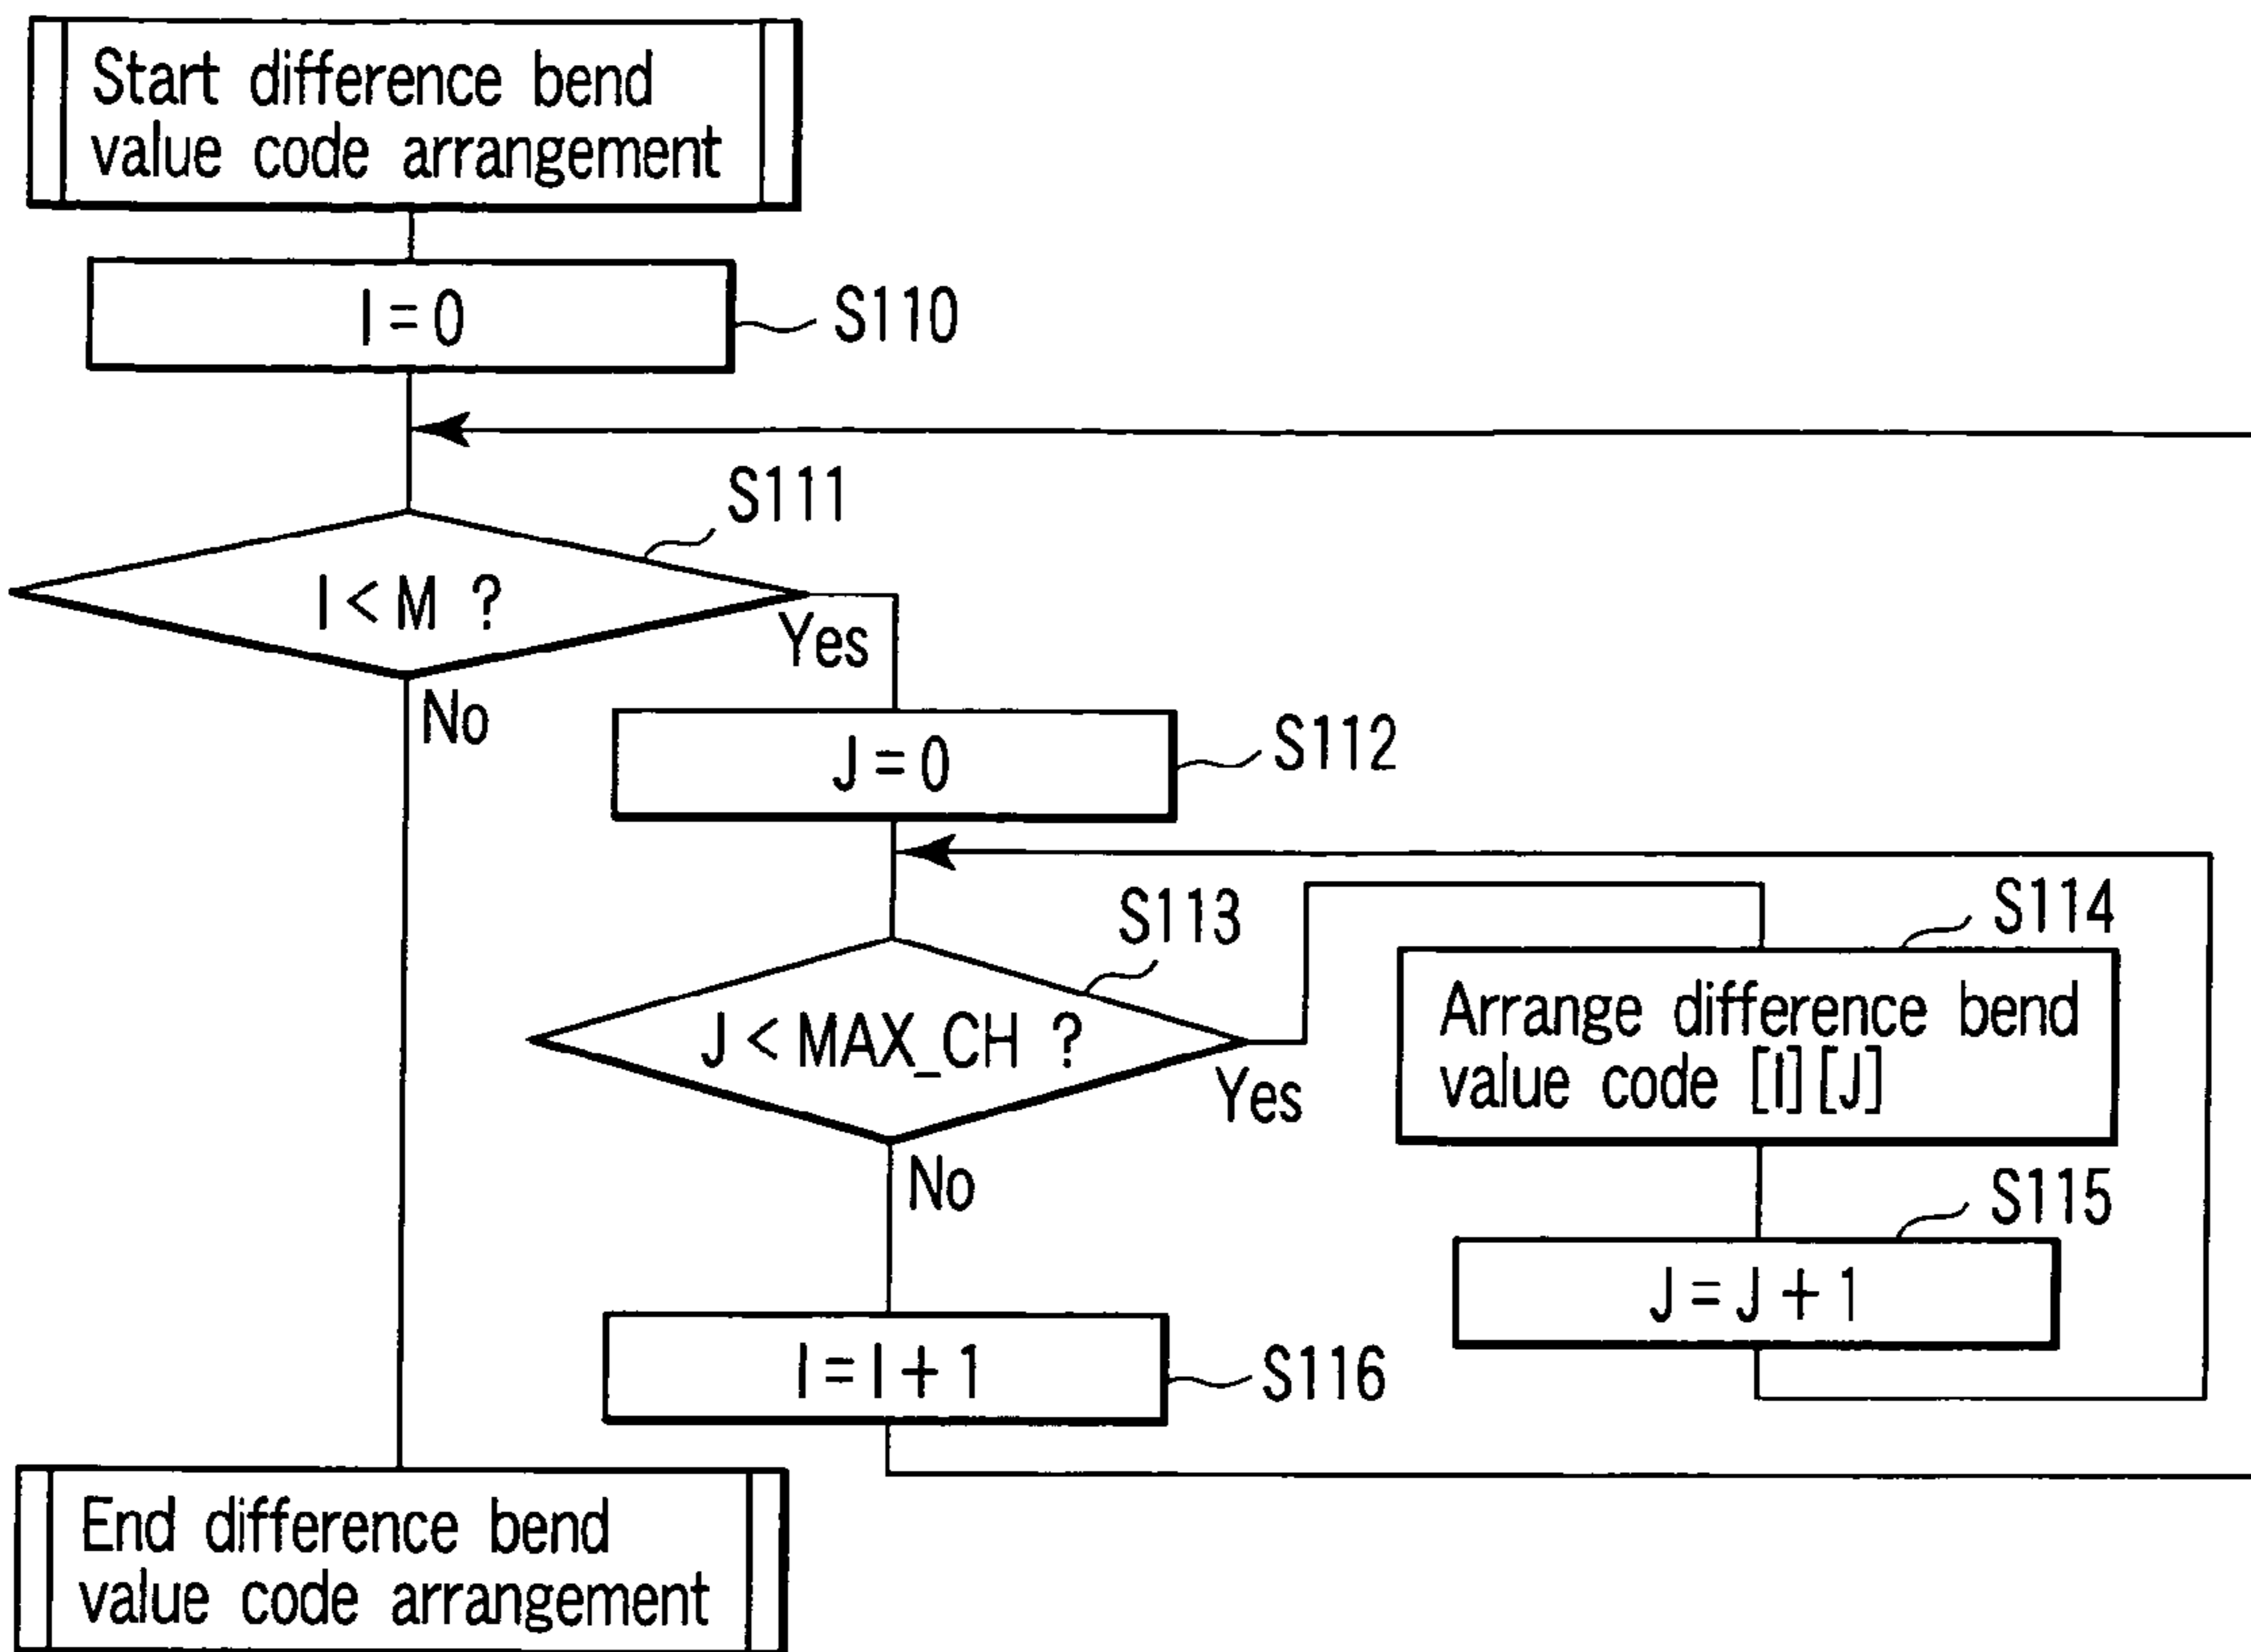 Start difference bend
value code arrangement
I = 0
S110
S111
I < M ?
Yes
No
J = 0
S112
S113
J < MAX_CH ?
Yes
No
S114
Arrange difference bend
value code [I] [J]
S115
J = J + 1
I = I + 1
S116
End difference bend
value code arrangement